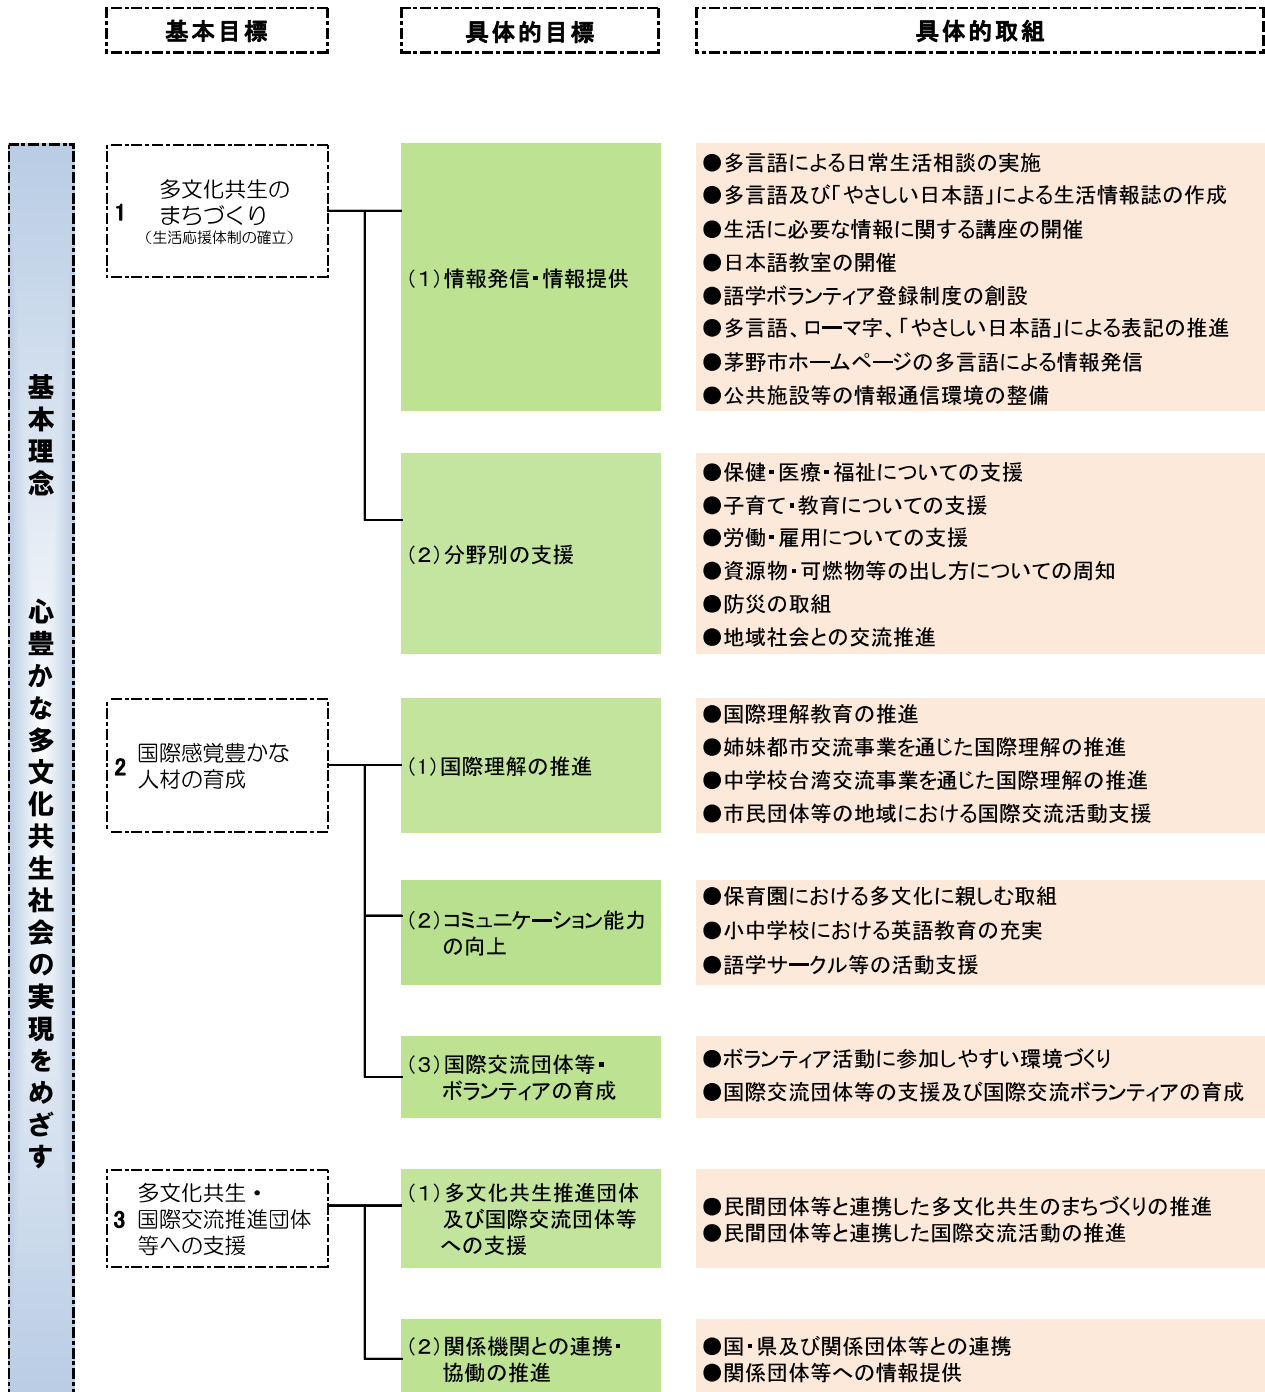 基本目標
具体的目標
具体的取組
基本理念　心豊かな多文化共生社会の実現をめざす
1 多文化共生の
まちづくり
（生活応援体制の確立）
（１）情報発信・情報提供
●多言語による日常生活相談の実施
●多言語及び「やさしい日本語」による生活情報誌の作成
●生活に必要な情報に関する講座の開催
●日本語教室の開催
●語学ボランティア登録制度の創設
●多言語、ローマ字、「やさしい日本語」による表記の推進
●茅野市ホームページの多言語による情報発信
●公共施設等の情報通信環境の整備
（２）分野別の支援
●保健・医療・福祉についての支援
●子育て・教育についての支援
●労働・雇用についての支援
●資源物・可燃物等の出し方についての周知
●防災の取組
●地域社会との交流推進
2 国際感覚豊かな
人材の育成
（1）国際理解の推進
●国際理解教育の推進
●姉妹都市交流事業を通じた国際理解の推進
●中学校台湾交流事業を通じた国際理解の推進
●市民団体等の地域における国際交流活動支援
（２）コミュニケーション能力
の向上
●保育園における多文化に親しむ取組
●小中学校における英語教育の充実
●語学サークル等の活動支援
（３）国際交流団体等・
ボランティアの育成
●ボランティア活動に参加しやすい環境づくり
●国際交流団体等の支援及び国際交流ボランティアの育成
3 多文化共生・
国際交流推進団体
等への支援
（１）多文化共生推進団体
及び国際交流団体等
への支援
●民間団体等と連携した多文化共生のまちづくりの推進
●民間団体等と連携した国際交流活動の推進
（２）関係機関との連携・
協働の推進
●国・県及び関係団体等との連携
●関係団体等への情報提供